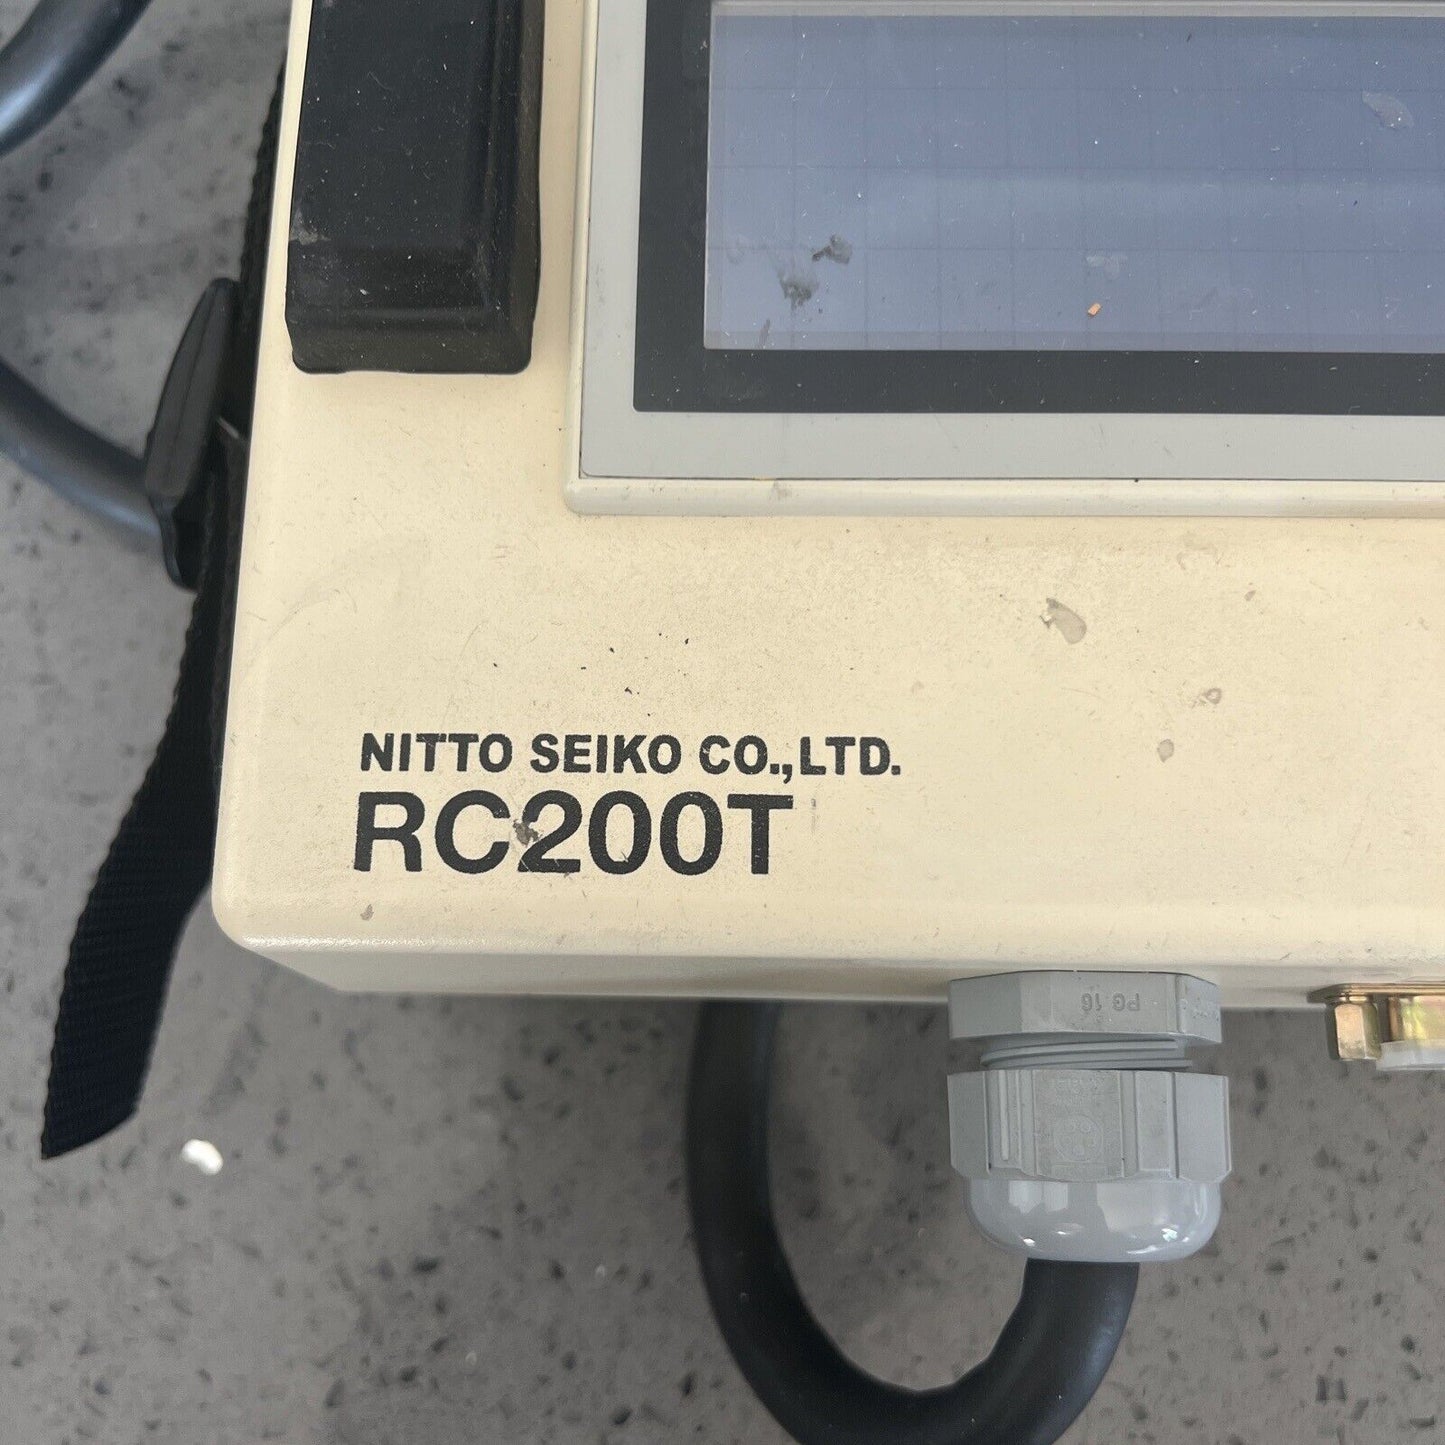 NITTO SEIKO CO.,LTD.
RC200T
PG 16